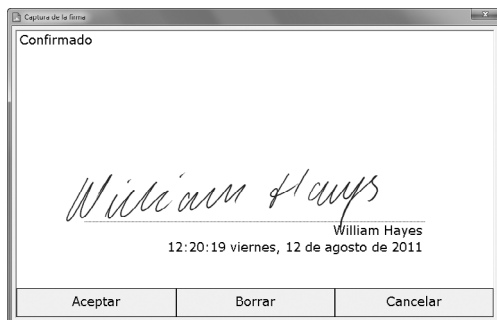 Captura de la firma
Confirmado
William Hays
William Hayes
12:20:19 viernes, 12 de agosto de 2011
Aceptar Borrar Cancelar